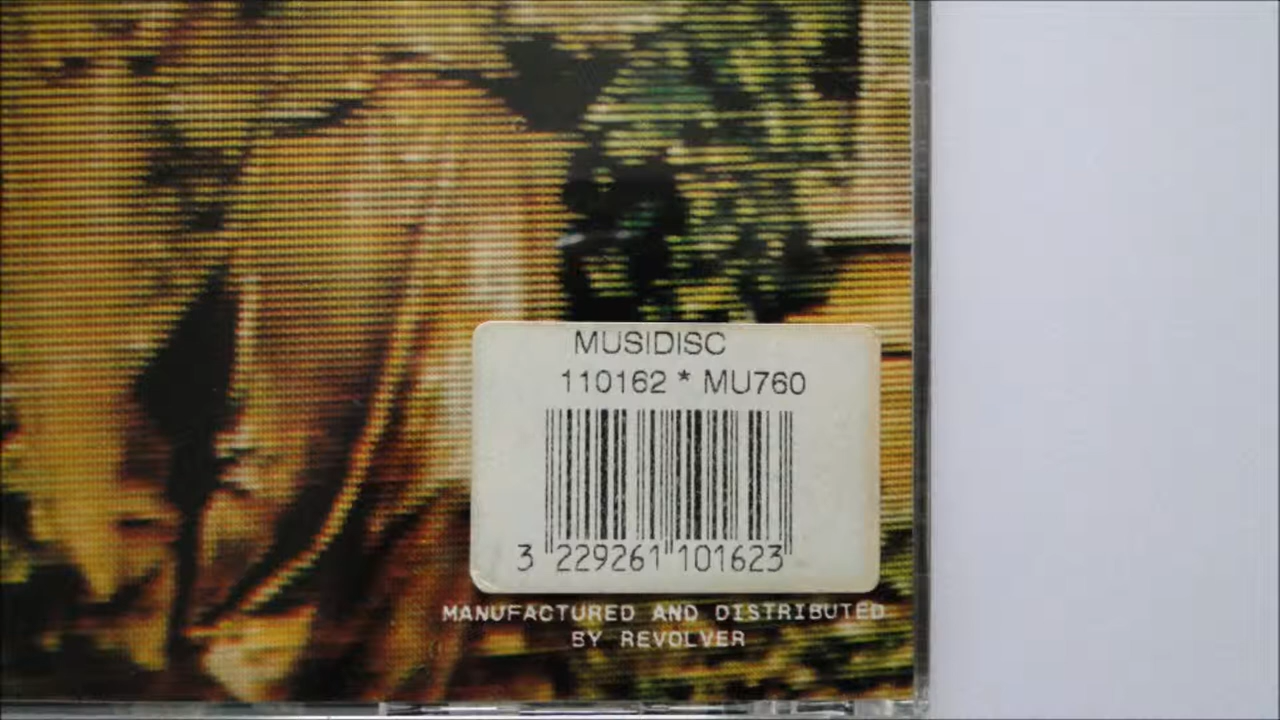 MUSIDISC
110162 * MU760
3 229261 101623
MANUFACTURED AND DISTRIBUTED
BY REVOLVER